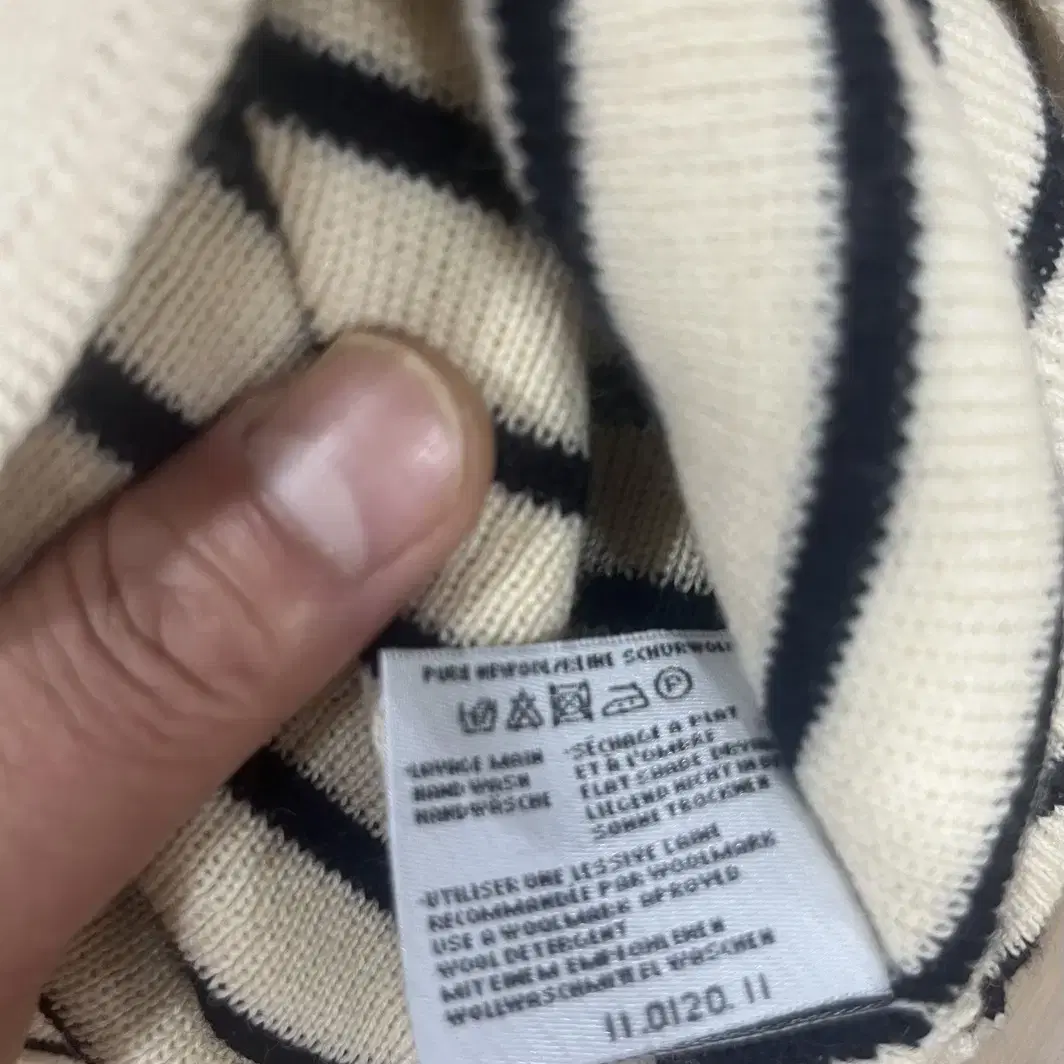 PURE NEW WOOL/REINE SCHURWOLLE
P
-LAVAGE MAIN
HAND WASH
HANDWÄSCHE
-SÉCHAGE A PLAT
ET A L'OMBRE
FLAT SHADE DRYING
LIEGEND NICHT IN DER
SONNE TROCKNEN
-UTILISER UNE LESSIVE LAINE
RECOMMANDÉE PAR WOOLMARK
USE A WOOLMARK APROVED
WOOL DETERGENT
MIT EINEM EMPFOHLENEN
WOLLWASCHMITTEL WASCHEN
11.0120.11